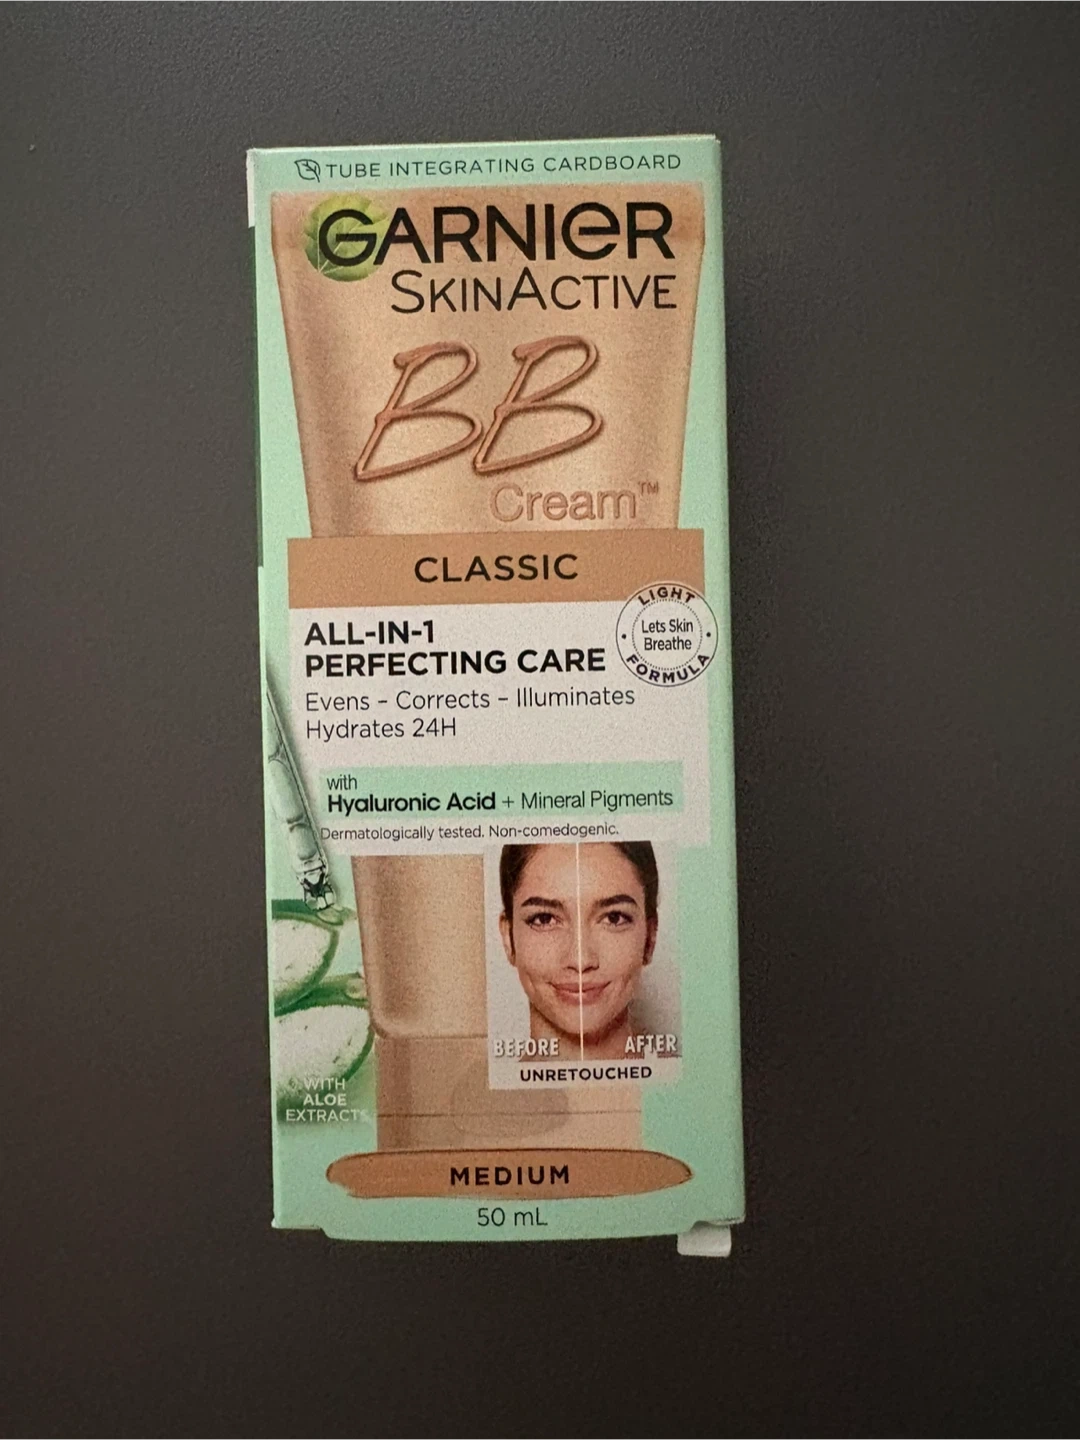 TUBE INTEGRATING CARDBOARD
GARNIER
SKINACTIVE
BB
Cream™
CLASSIC
ALL-IN-1
PERFECTING CARE
LIGHT
Lets Skin
Breathe
FORMULA
Evens - Corrects - Illuminates
Hydrates 24H
with
Hyaluronic Acid + Mineral Pigments
Dermatologically tested. Non-comedogenic.
BEFORE AFTER
UNRETOUCHED
WITH
ALOE
EXTRACTS
MEDIUM
50 mL